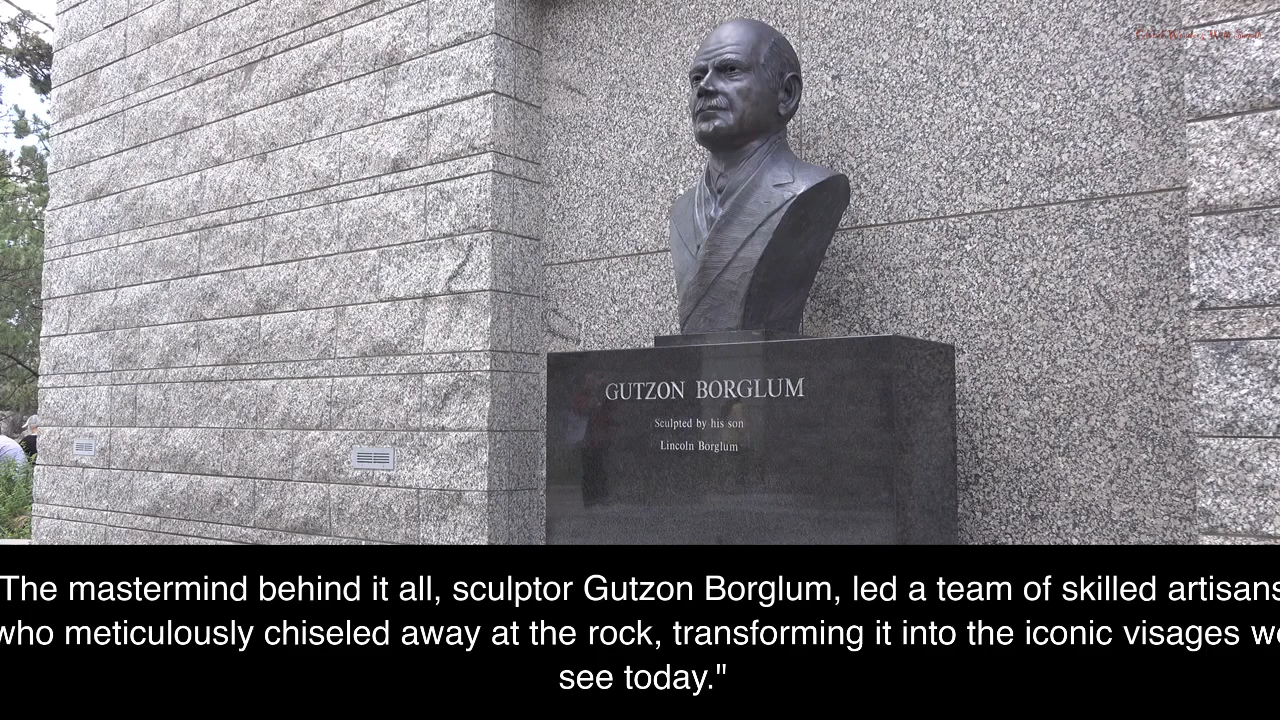 GUTZON BORGLUM
Sculpted by his son
Lincoln Borglum
The mastermind behind it all, sculptor Gutzon Borglum, led a team of skilled artisans
who meticulously chiseled away at the rock, transforming it into the iconic visages we
see today."